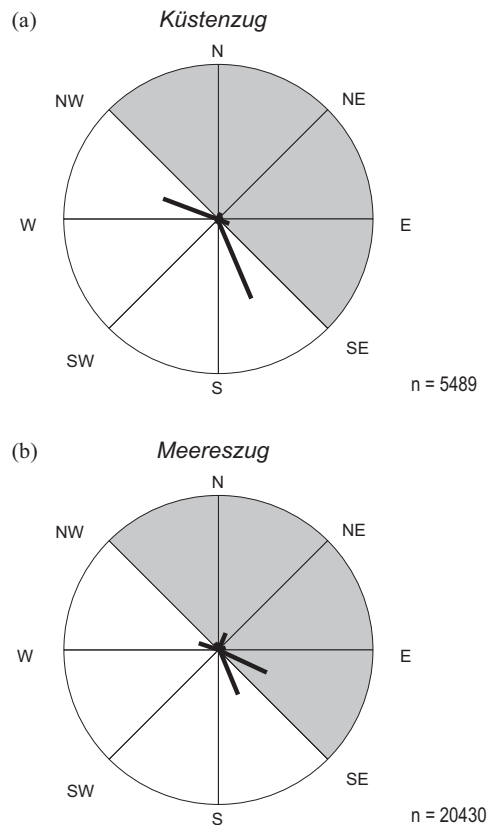 (a)
Küstenzug
N
NW
NE
W
E
SW
SE
S
n = 5489
(b)
Meereszug
N
NW
NE
W
E
SW
SE
S
n = 20430